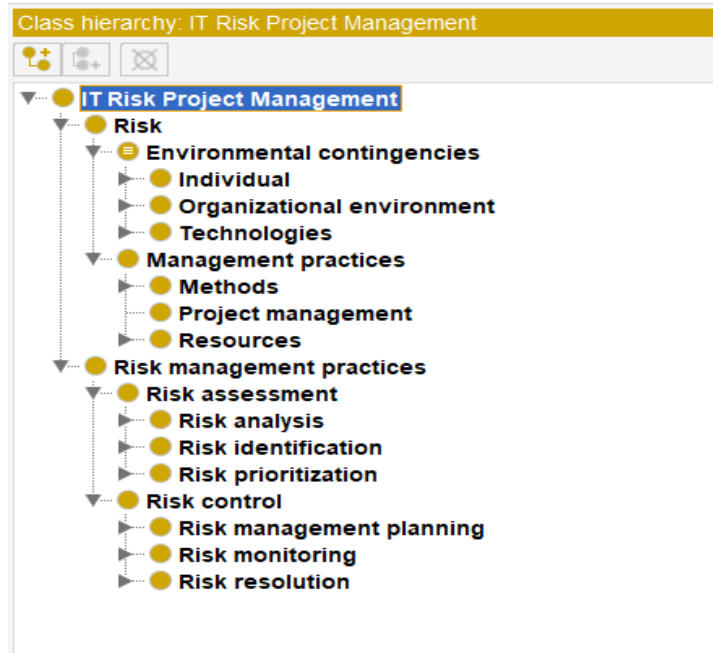 Class hierarchy: IT Risk Project Management
IT Risk Project Management
Risk
Environmental contingencies
Individual
Organizational environment
Technologies
Management practices
Methods
Project management
Resources
Risk management practices
Risk assessment
Risk analysis
Risk identification
Risk prioritization
Risk control
Risk management planning
Risk monitoring
Risk resolution